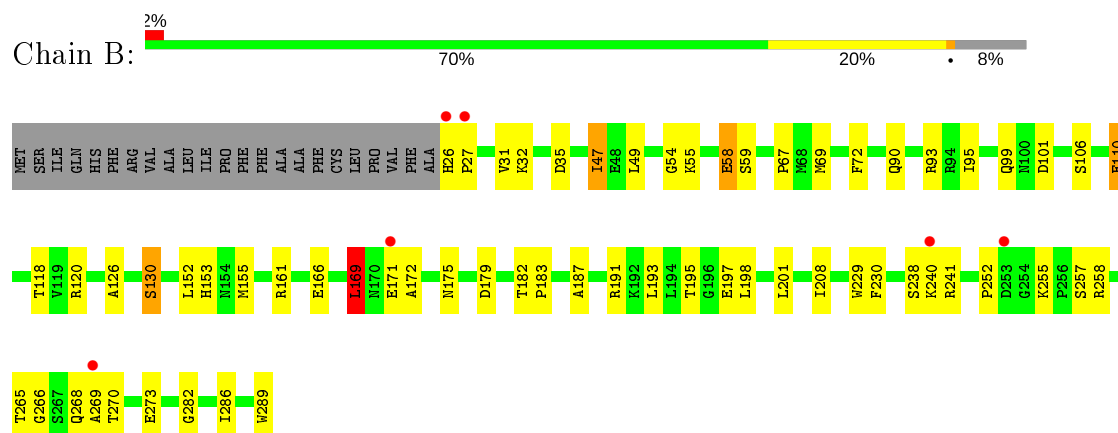 2%
Chain B:
70% 20% • 8%
MET SER ILE GLN HIS PHE ARG VAL ALA LEU ILE PRO PHE PHE ALA ALA PHE CYS LEU PRO VAL PHE ALA H26 P27 V31 K32 D35 I47 E48 L49 G54 K55 E58 S59 P67 M68 M69 F72 Q90 R93 R94 I95 Q99 N100 D101 S106 E110
T118 V119 R120 A126 S130 L152 H153 N154 M155 R161 E166 L169 N170 E171 A172 N175 D179 T182 P183 A187 R191 K192 L193 L194 T195 G196 E197 L198 L201 I208 W229 F230 S238 K240 R241 P252 D253 G254 K255 P256 S257 R258
T265 G266 S267 Q268 A269 T270 E273 G282 I286 W289